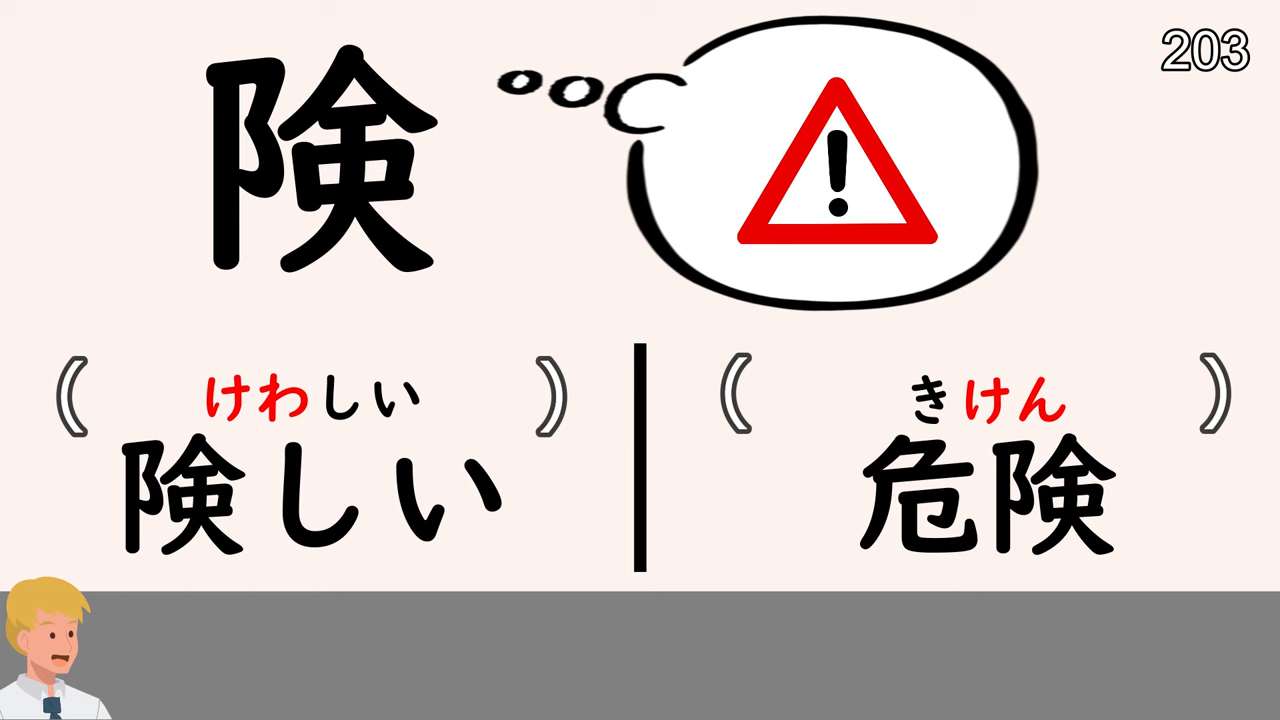 203
険
( けわしい )
険しい
( きけん )
危険